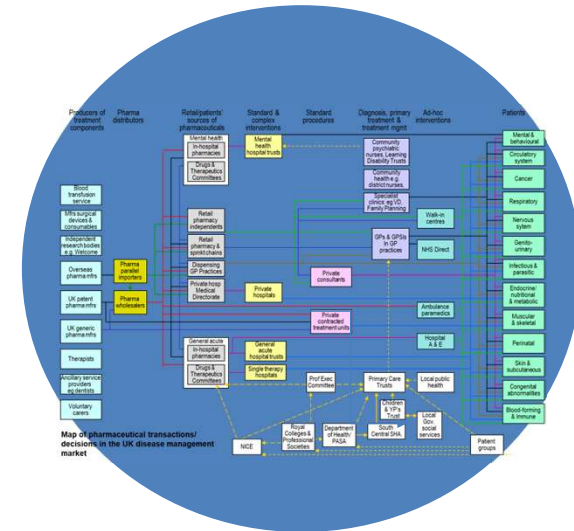 Producers of
treatment
components
Pharma
distributors
Retail/patients'
sources of
pharmaceuticals
Standard &
complex
interventions
Standard
procedures
Diagnosis, primary
treatment &
treatment mgmt
Ad-hoc
interventions
Patients
Blood
transfusion
service
Mfrs surgical
devices &
consumables
Independent
research bodies
e.g. Welcome
Overseas
pharma mfrs
UK patent
pharma mfrs
UK generic
pharma mfrs
Therapists
Ancillary service
providers
eg dentists
Voluntary
carers
Pharma
parallel
importers
Pharma
wholesalers
Mental health
In-hospital
pharmacies
Drugs &
Therapeutics
Committees
Retail
pharmacy
independents
Retail
pharmacy &
sprmkt chains
Dispensing
GP Practices
Private hosp
Medical
Directorate
General acute
In-hospital
pharmacies
Drugs &
Therapeutics
Committees
Mental
health
hospital trusts
Private
hospitals
General
acute
hospital trusts
Single therapy
hospitals
Private
consultants
Private
contracted
treatment units
Community
psychiatric
nurses, Learning
Disability Trusts
Community
health e.g.
district nurses,
Specialist
clinics: eg VD,
Family Planning
GPs & GPSIs
in GP
practices
Walk-in
centres
NHS Direct
Ambulance
paramedics
Hospital
A & E
Mental &
behavioural
Circulatory
system
Cancer
Respiratory
Nervous
sytem
Genito-
urinary
Infectious &
parasitic
Endocrine/
nutritional &
metabolic
Muscular
& skeletal
Perinatal
Skin &
subcutaneous
Congenital
abnormalities
Blood-forming
& immune
Prof Exec
Committee
Primary Care
Trusts
Local public
health
Children
& YP's
Trust
Local
Gov.
social
services
NICE
Royal
Colleges &
Professional
Societies
Department
of Health/
PASA
South
Central SHA
Patient
groups
Map of pharmaceutical transactions/
decisions in the UK disease management
market